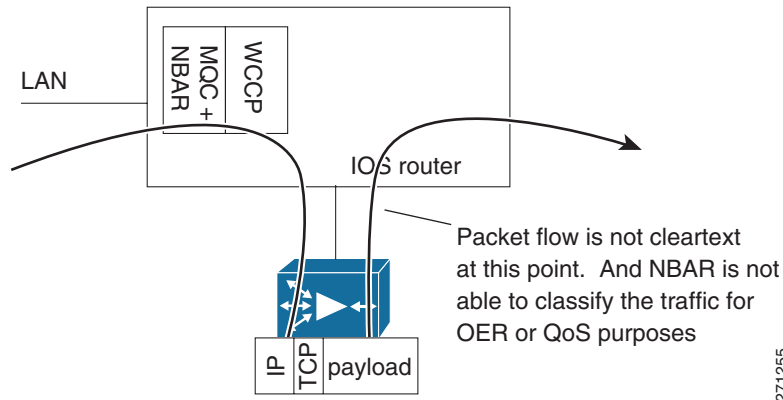 LAN
NBAR
MQC +
WCCP
IOS router
Packet flow is not cleartext
at this point. And NBAR is not
able to classify the traffic for
OER or QoS purposes
IP
TCP
payload
271255